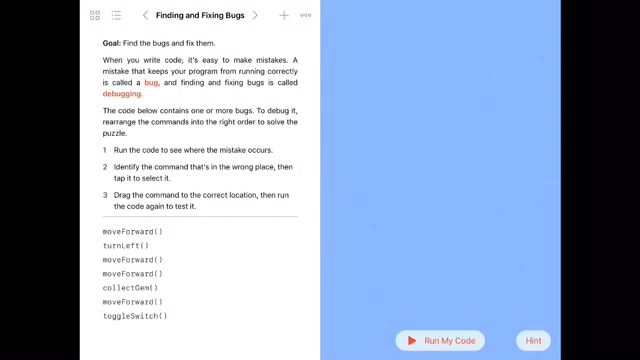 Finding and Fixing Bugs
Goal: Find the bugs and fix them.
When you write code, it's easy to make mistakes. A
mistake that keeps your program from running correctly
is called a bug, and finding and fixing bugs is called
debugging.
The code below contains one or more bugs. To debug it,
rearrange the commands into the right order to solve the
puzzle.
1 Run the code to see where the mistake occurs.
2 Identify the command that's in the wrong place, then
tap it to select it.
3 Drag the command to the correct location, then run
the code again to test it.
moveForward()
turnLeft()
moveForward()
moveForward()
collectGem()
moveForward()
toggleSwitch()
Run My Code
Hint